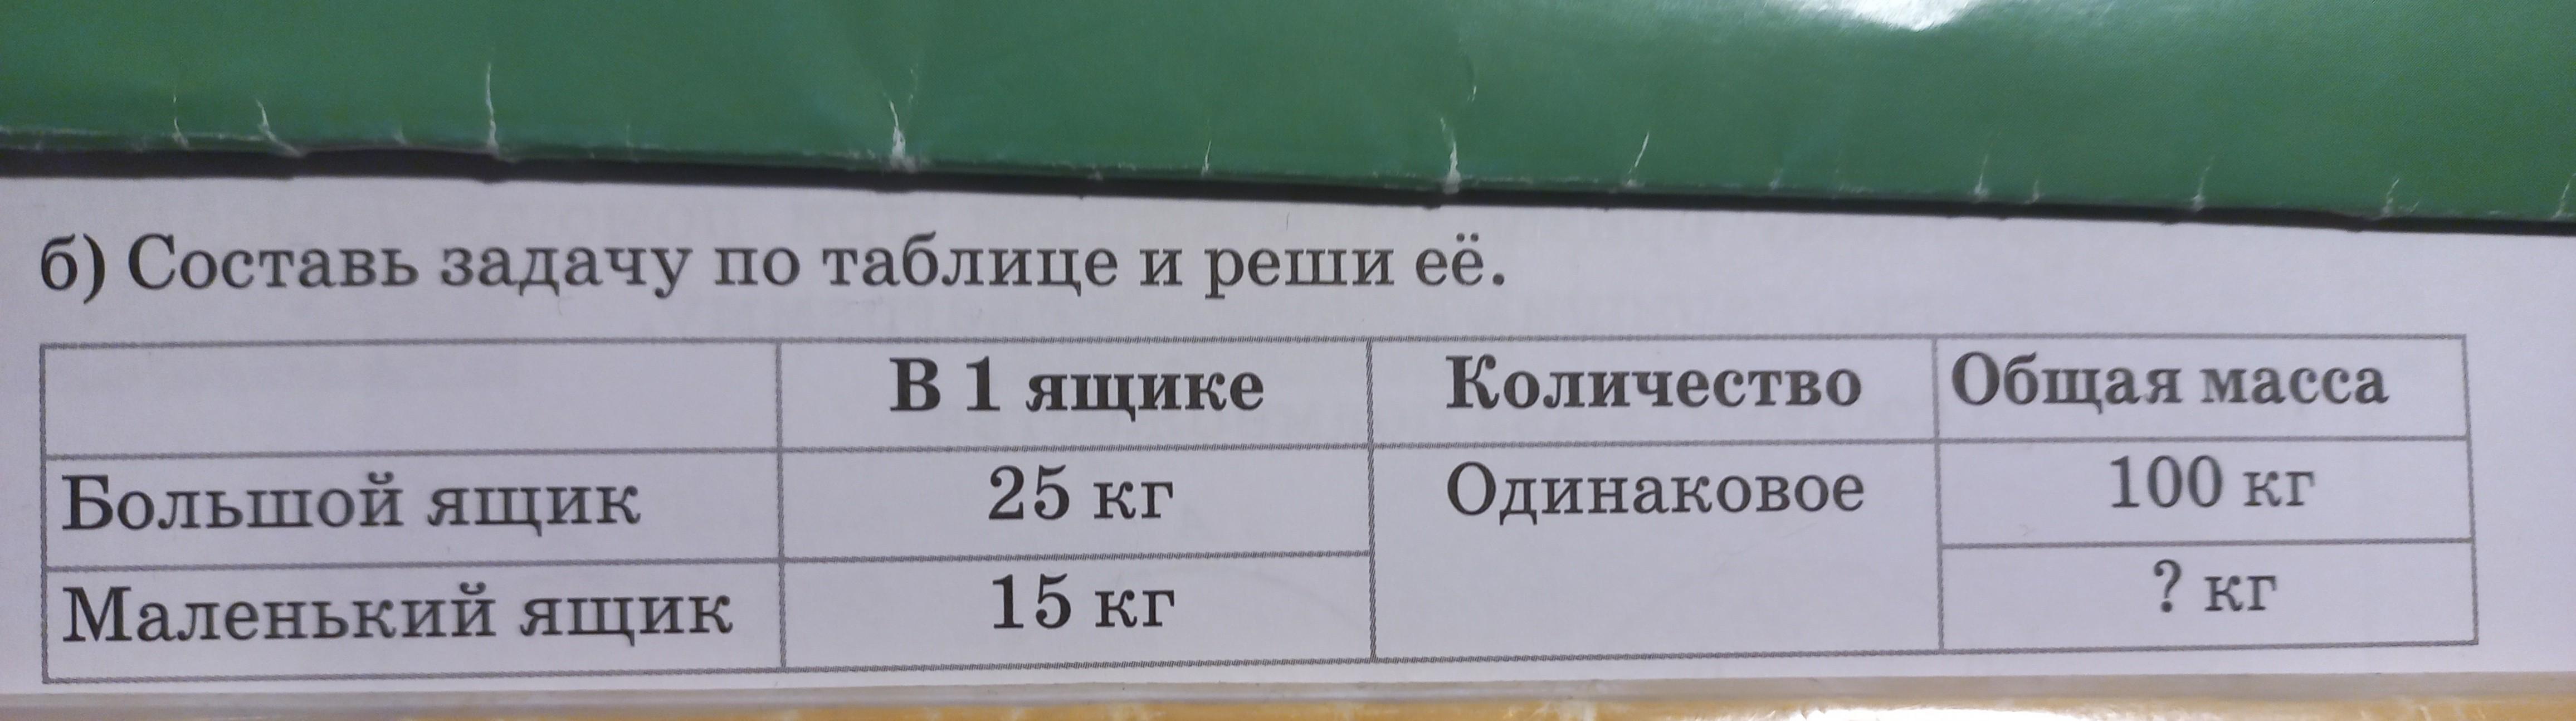 б) Составь задачу по таблице и реши её.
В 1 ящике Количество Общая масса
Большой ящик 25 кг Одинаковое 100 кг
Маленький ящик 15 кг ? кг